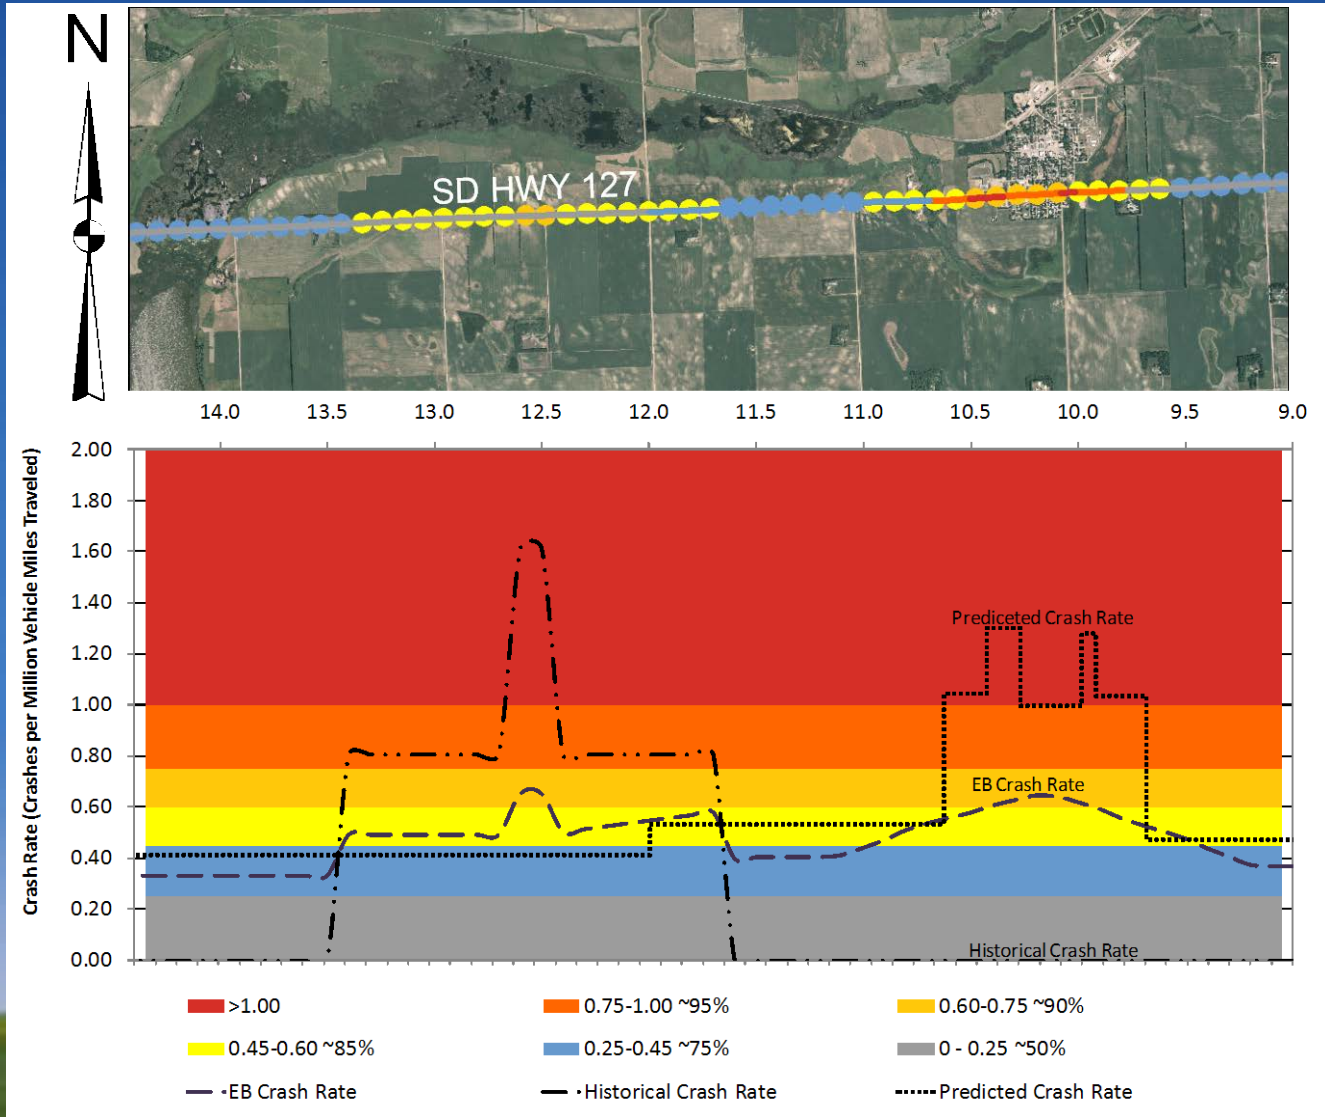 N
SD HWY 127
14.0 13.5 13.0 12.5 12.0 11.5 11.0 10.5 10.0 9.5 9.0
Crash Rate (Crashes per Million Vehicle Miles Traveled)
2.00
1.80
1.60
1.40
1.20
1.00
0.80
0.60
0.40
0.20
0.00
Prediceted Crash Rate
EB Crash Rate
Historical Crash Rate
>1.00 0.75-1.00 ~95% 0.60-0.75 ~90%
0.45-0.60 ~85% 0.25-0.45 ~75% 0 - 0.25 ~50%
EB Crash Rate Historical Crash Rate Predicted Crash Rate